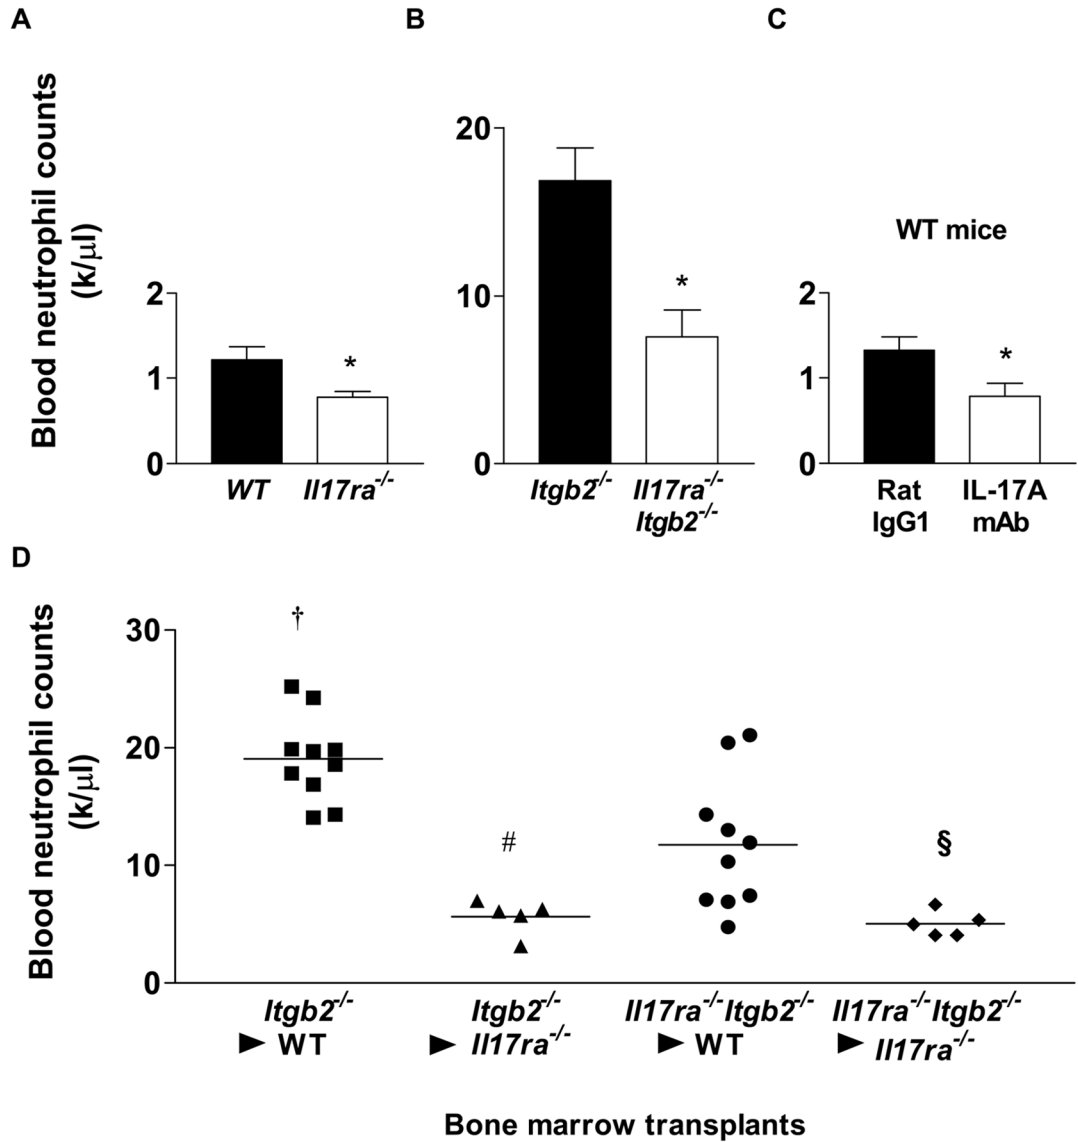 A
B
C
Blood neutrophil counts
(k/μl)
2
1
0
*
WT Il17ra-/-
20
10
0
*
Itgb2-/- Il17ra-/-
Itgb2-/-
WT mice
2
1
0
*
Rat IL-17A
IgG1 mAb
D
Blood neutrophil counts
(k/μl)
30
20
10
0
†
#
§
Itgb2-/- Itgb2-/- Il17ra-/-Itgb2-/- Il17ra-/-Itgb2-/-
► WT ► Il17ra-/- ► WT ► Il17ra-/-
Bone marrow transplants